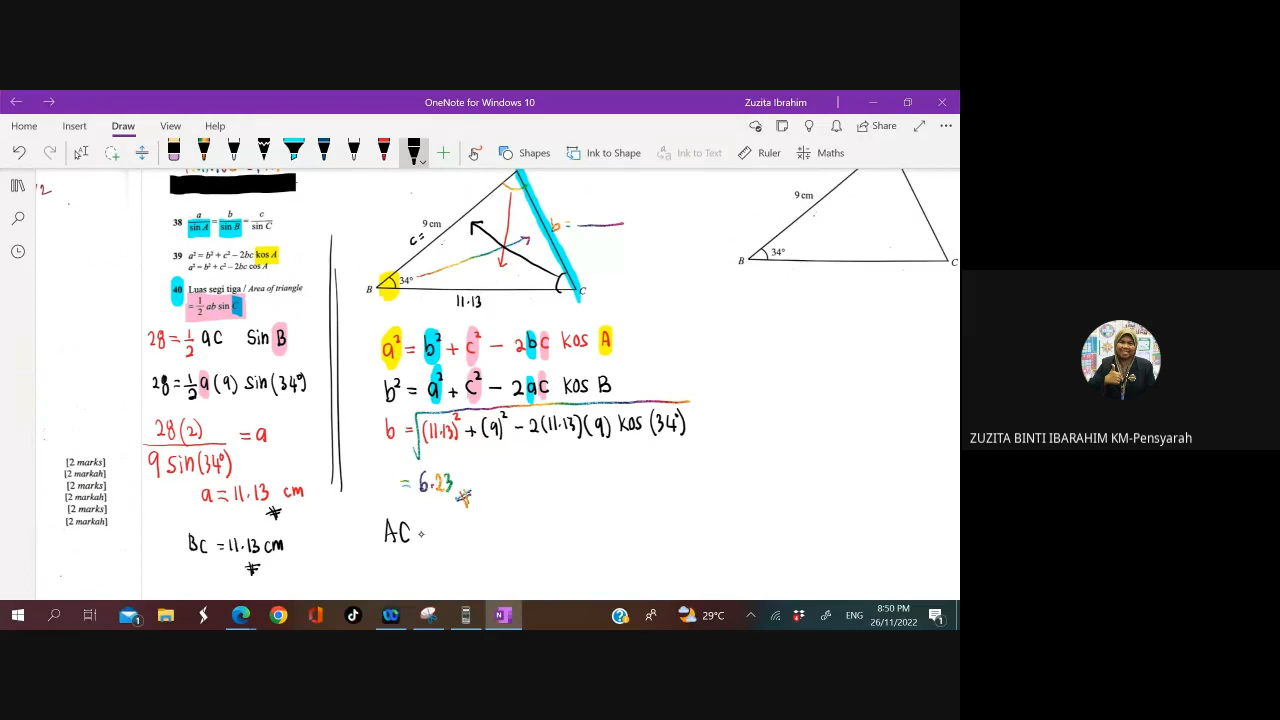 OneNote for Windows 10
Zuzita Ibrahim
Home Insert Draw View Help
Share
Shapes Ink to Shape Ink to Text Ruler Maths
38 a/sin A = b/sin B = c/sin C
39 a² = b² + c² − 2bc kos A
a² = b² + c² − 2bc cos A
40 Luas segi tiga / Area of triangle
= 1/2 ab sin C
28 = 1/2 ac Sin B
28 = 1/2 a (9) sin (34°)
28(2) / 9 sin(34°) = a
a = 11.13 cm
BC = 11.13 cm
[2 marks]
[2 markah]
[2 marks]
[2 markah]
[2 marks]
[2 markah]
9 cm
c =
b =
B 34° C
11.13
a² = b² + c² − 2bc kos A
b² = a² + c² − 2ac kos B
b = √(11.13)² + (9)² − 2(11.13)(9) kos (34°)
= 6.23
AC
9 cm
B 34° C
ZUZITA BINTI IBARAHIM KM-Pensyarah
29°C
ENG
8:50 PM
26/11/2022